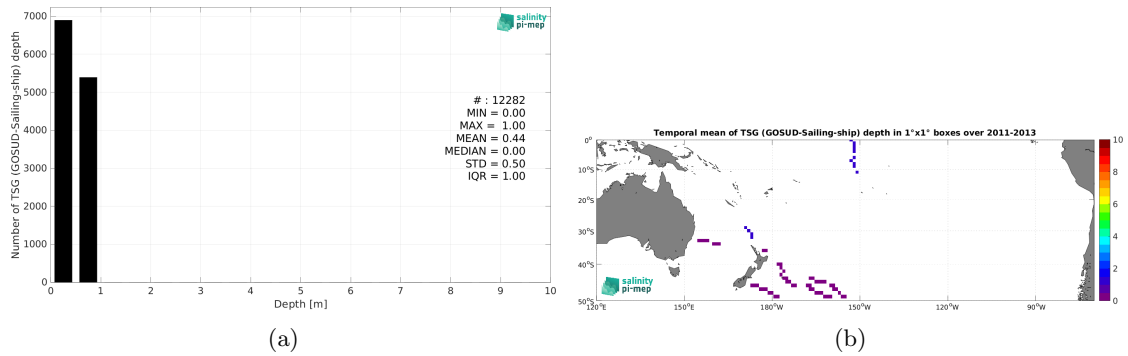 7000
6000
5000
4000
3000
2000
1000
0
Number of TSG (GOSUD-Sailing-ship) depth
salinity
pi-mep
# : 12282
MIN = 0.00
MAX = 1.00
MEAN = 0.44
MEDIAN = 0.00
STD = 0.50
IQR = 1.00
0 1 2 3 4 5 6 7 8 9 10
Depth [m]
(a)
Temporal mean of TSG (GOSUD-Sailing-ship) depth in 1°x1° boxes over 2011-2013
0°
10°S
20°S
30°S
40°S
50°S
120°E 150°E 180°W 150°W 120°W 90°W
salinity
pi-mep
10
8
6
4
2
0
(b)